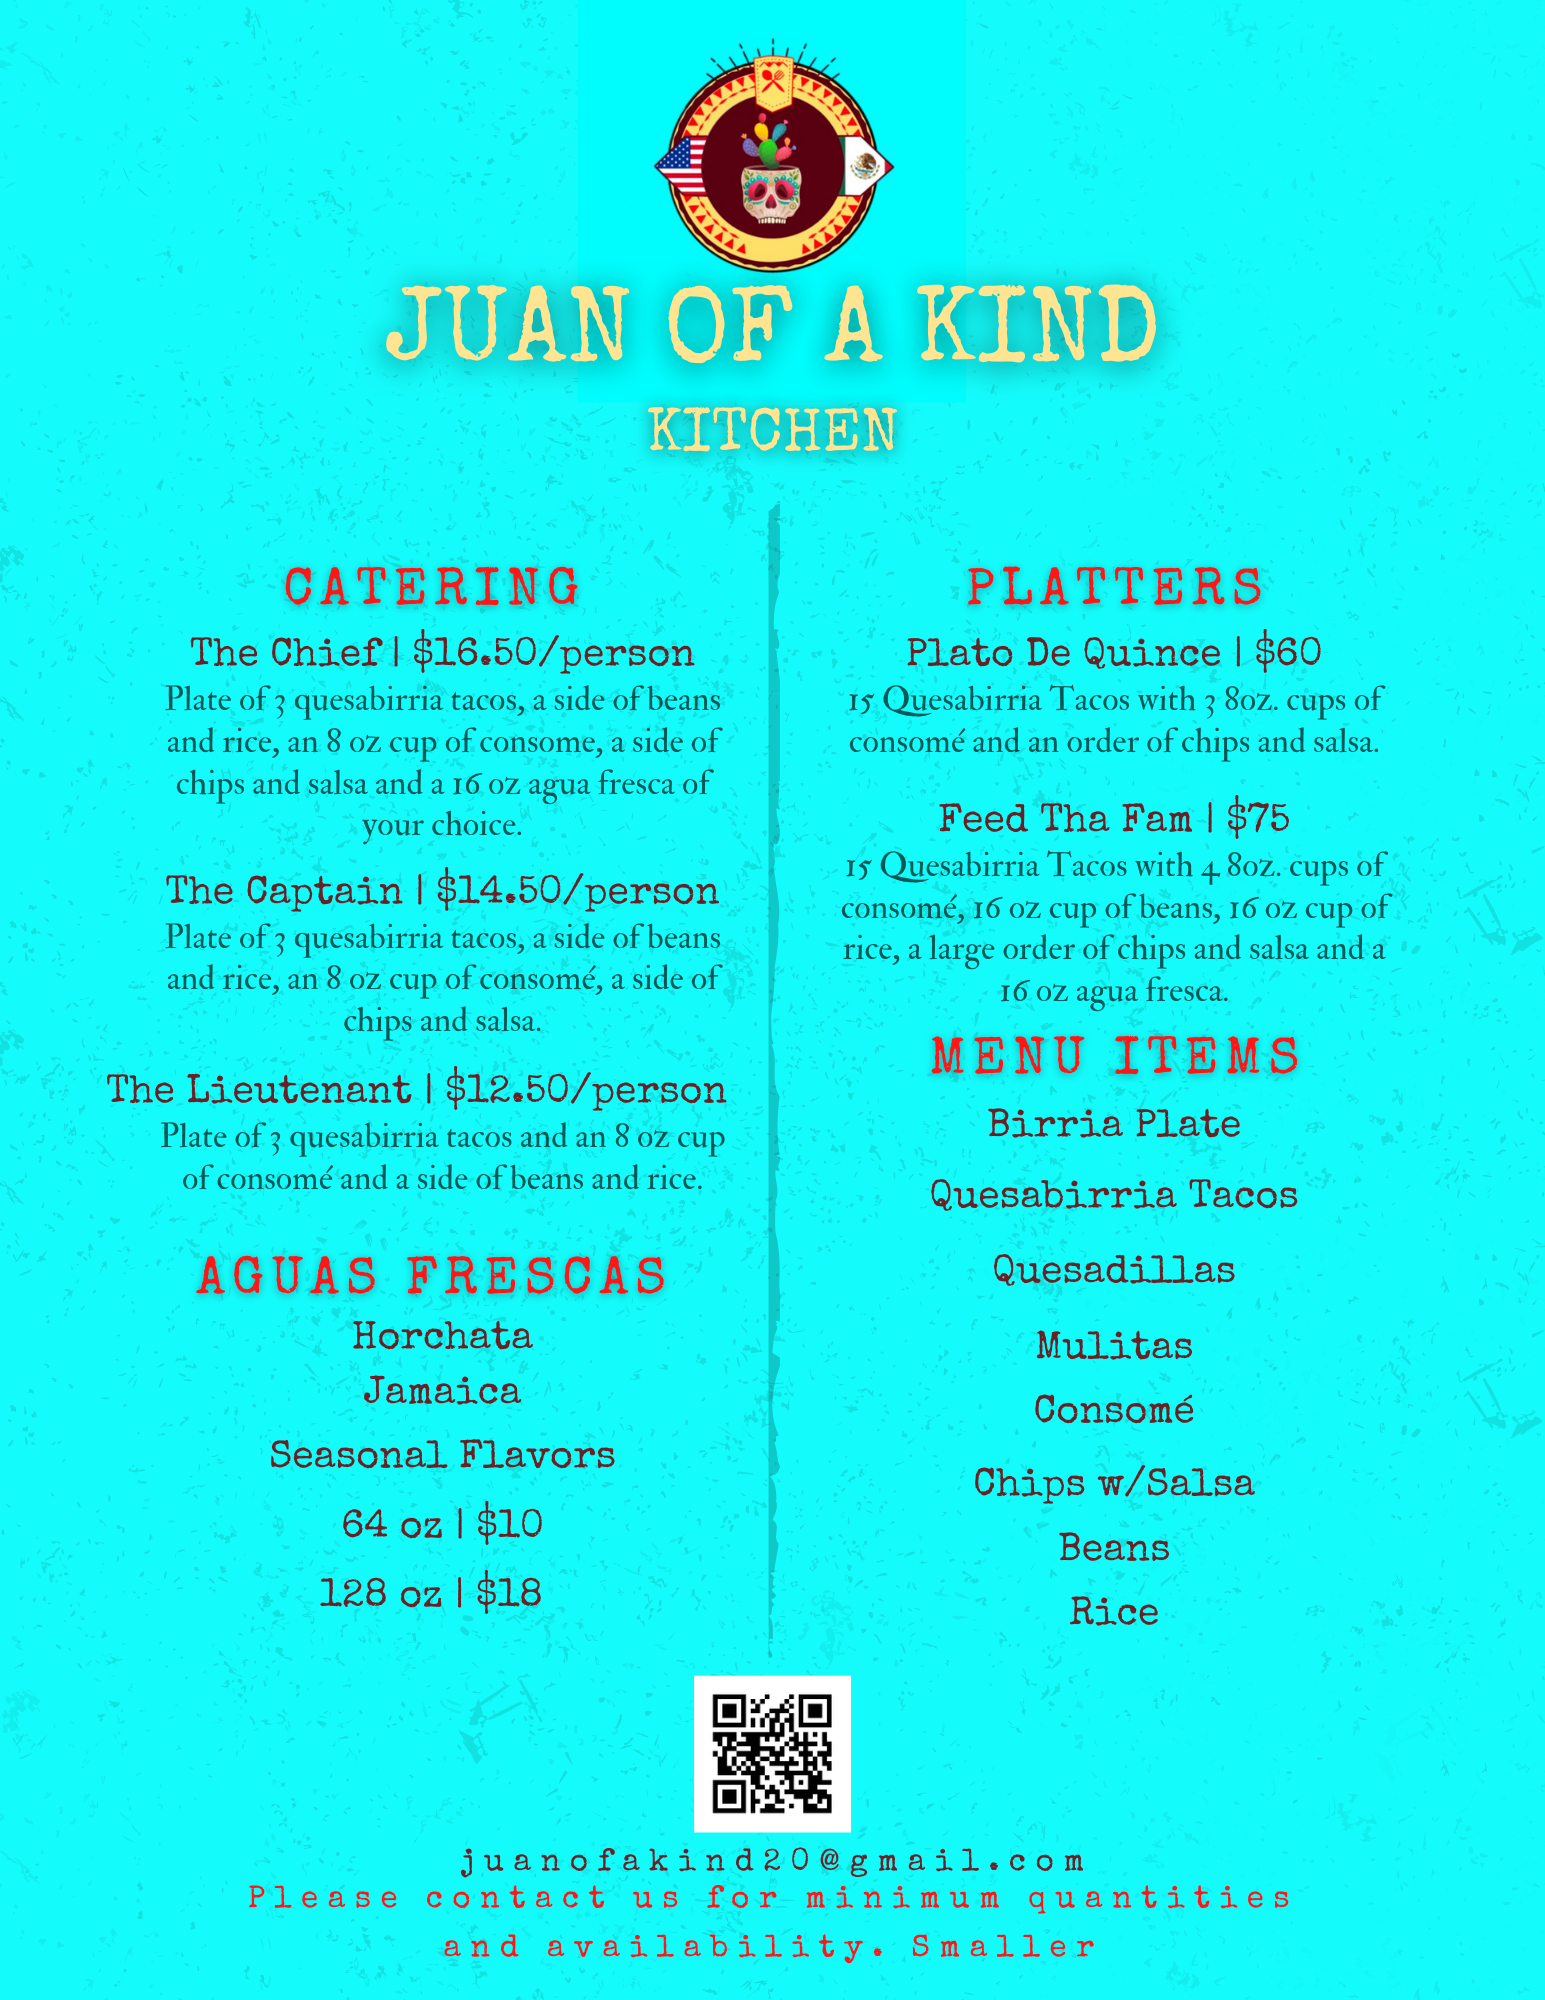 JUAN OF A KIND
KITCHEN
CATERING
The Chief | $16.50/person
Plate of 3 quesabirria tacos, a side of beans
and rice, an 8 oz cup of consome, a side of
chips and salsa and a 16 oz agua fresca of
your choice.
The Captain | $14.50/person
Plate of 3 quesabirria tacos, a side of beans
and rice, an 8 oz cup of consomé, a side of
chips and salsa.
The Lieutenant | $12.50/person
Plate of 3 quesabirria tacos and an 8 oz cup
of consomé and a side of beans and rice.
AGUAS FRESCAS
Horchata
Jamaica
Seasonal Flavors
64 oz | $10
128 oz | $18
PLATTERS
Plato De Quince | $60
15 Quesabirria Tacos with 3 8oz. cups of
consomé and an order of chips and salsa.
Feed Tha Fam | $75
15 Quesabirria Tacos with 4 8oz. cups of
consomé, 16 oz cup of beans, 16 oz cup of
rice, a large order of chips and salsa and a
16 oz agua fresca.
MENU ITEMS
Birria Plate
Quesabirria Tacos
Quesadillas
Mulitas
Consomé
Chips w/Salsa
Beans
Rice
juanofakind20@gmail.com
Please contact us for minimum quantities
and availability. Smaller